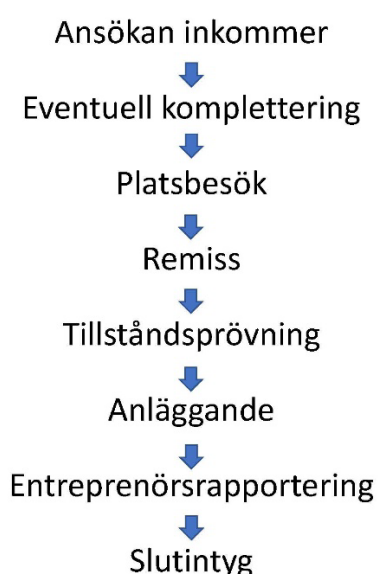 Ansökan inkommer
Eventuell komplettering
Platsbesök
Remiss
Tillståndsprövning
Anläggande
Entreprenörsrapportering
Slutintyg